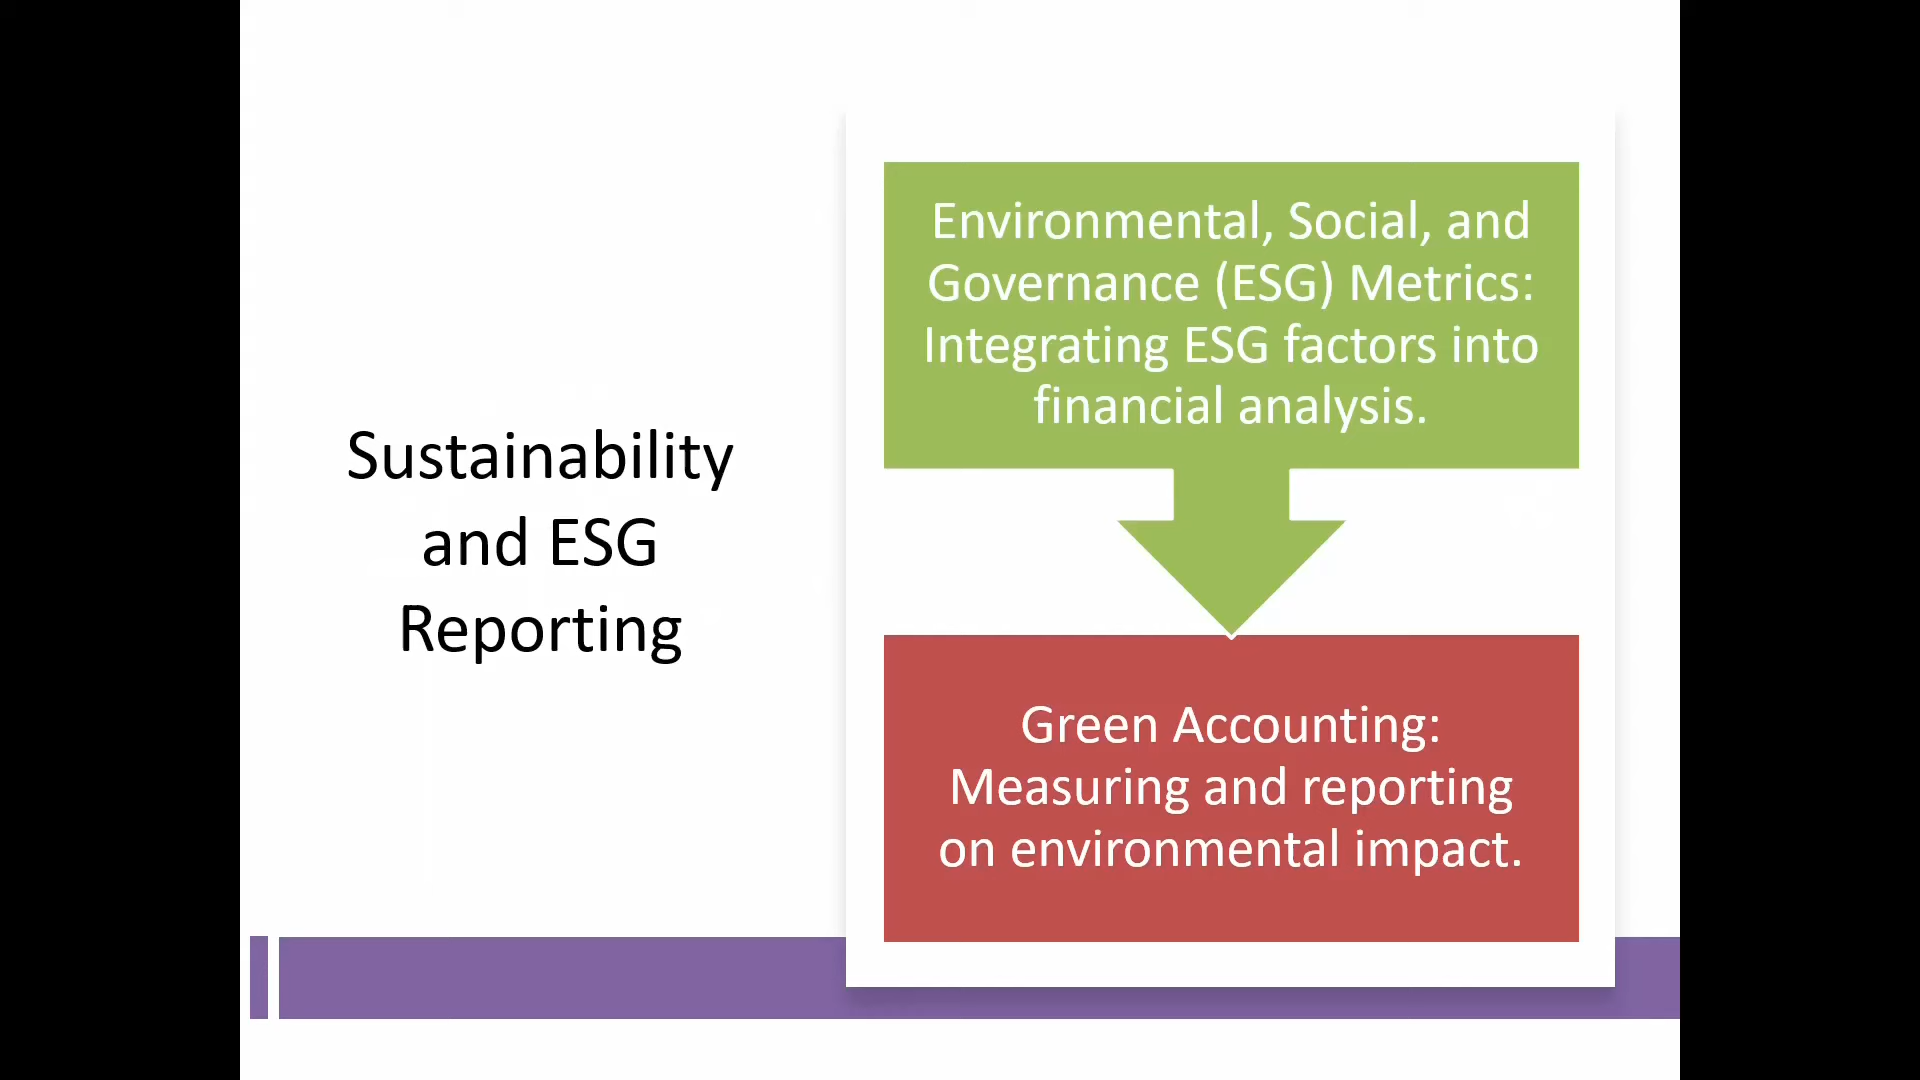 Sustainability
and ESG
Reporting
Environmental, Social, and
Governance (ESG) Metrics:
Integrating ESG factors into
financial analysis.
Green Accounting:
Measuring and reporting
on environmental impact.